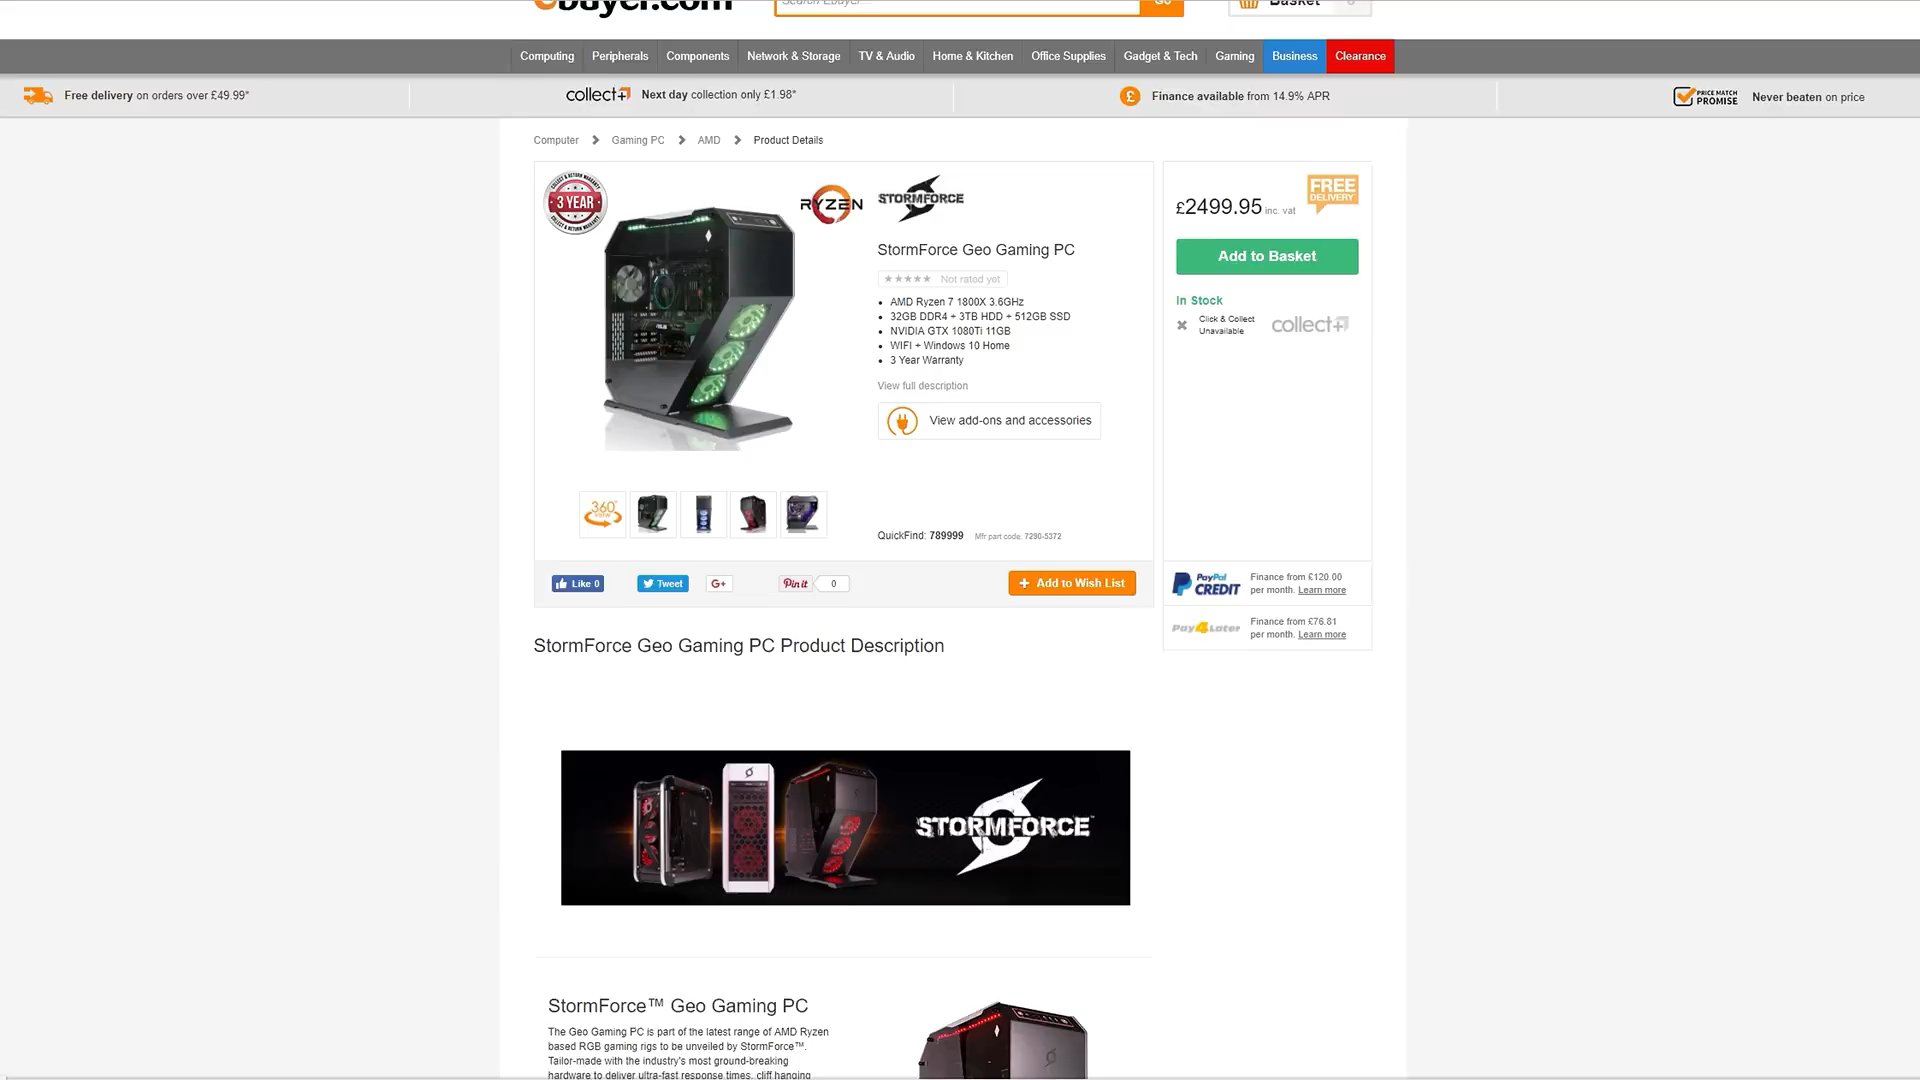 ebuyer.com
Search Ebuyer...
Go
Basket
0
Computing Peripherals Components Network & Storage TV & Audio Home & Kitchen Office Supplies Gadget & Tech Gaming Business Clearance
Free delivery on orders over £49.99*
collect+ Next day collection only £1.98*
£ Finance available from 14.9% APR
PRICE MATCH PROMISE Never beaten on price
Computer Gaming PC AMD Product Details
COLLECT & RETURN WARRANTY
3 YEAR
COLLECT & RETURN WARRANTY
RYZEN
STORMFORCE
StormForce Geo Gaming PC
Not rated yet
AMD Ryzen 7 1800X 3.6GHz
32GB DDR4 + 3TB HDD + 512GB SSD
NVIDIA GTX 1080Ti 11GB
WIFI + Windows 10 Home
3 Year Warranty
View full description
View add-ons and accessories
360°
QuickFind: 789999 Mfr part code: 7290-5372
£2499.95 inc. vat
FREE
DELIVERY
Add to Basket
In Stock
Click & Collect
Unavailable
collect+
Like 0
Tweet
G+
Pin it
0
+ Add to Wish List
PayPal
CREDIT
Finance from £120.00
per month. Learn more
Pay4Later
Finance from £76.81
per month. Learn more
StormForce Geo Gaming PC Product Description
STORMFORCE™
StormForce™ Geo Gaming PC
The Geo Gaming PC is part of the latest range of AMD Ryzen
based RGB gaming rigs to be unveiled by StormForce™.
Tailor-made with the industry's most ground-breaking
hardware to deliver ultra-fast response times, cliff hanging